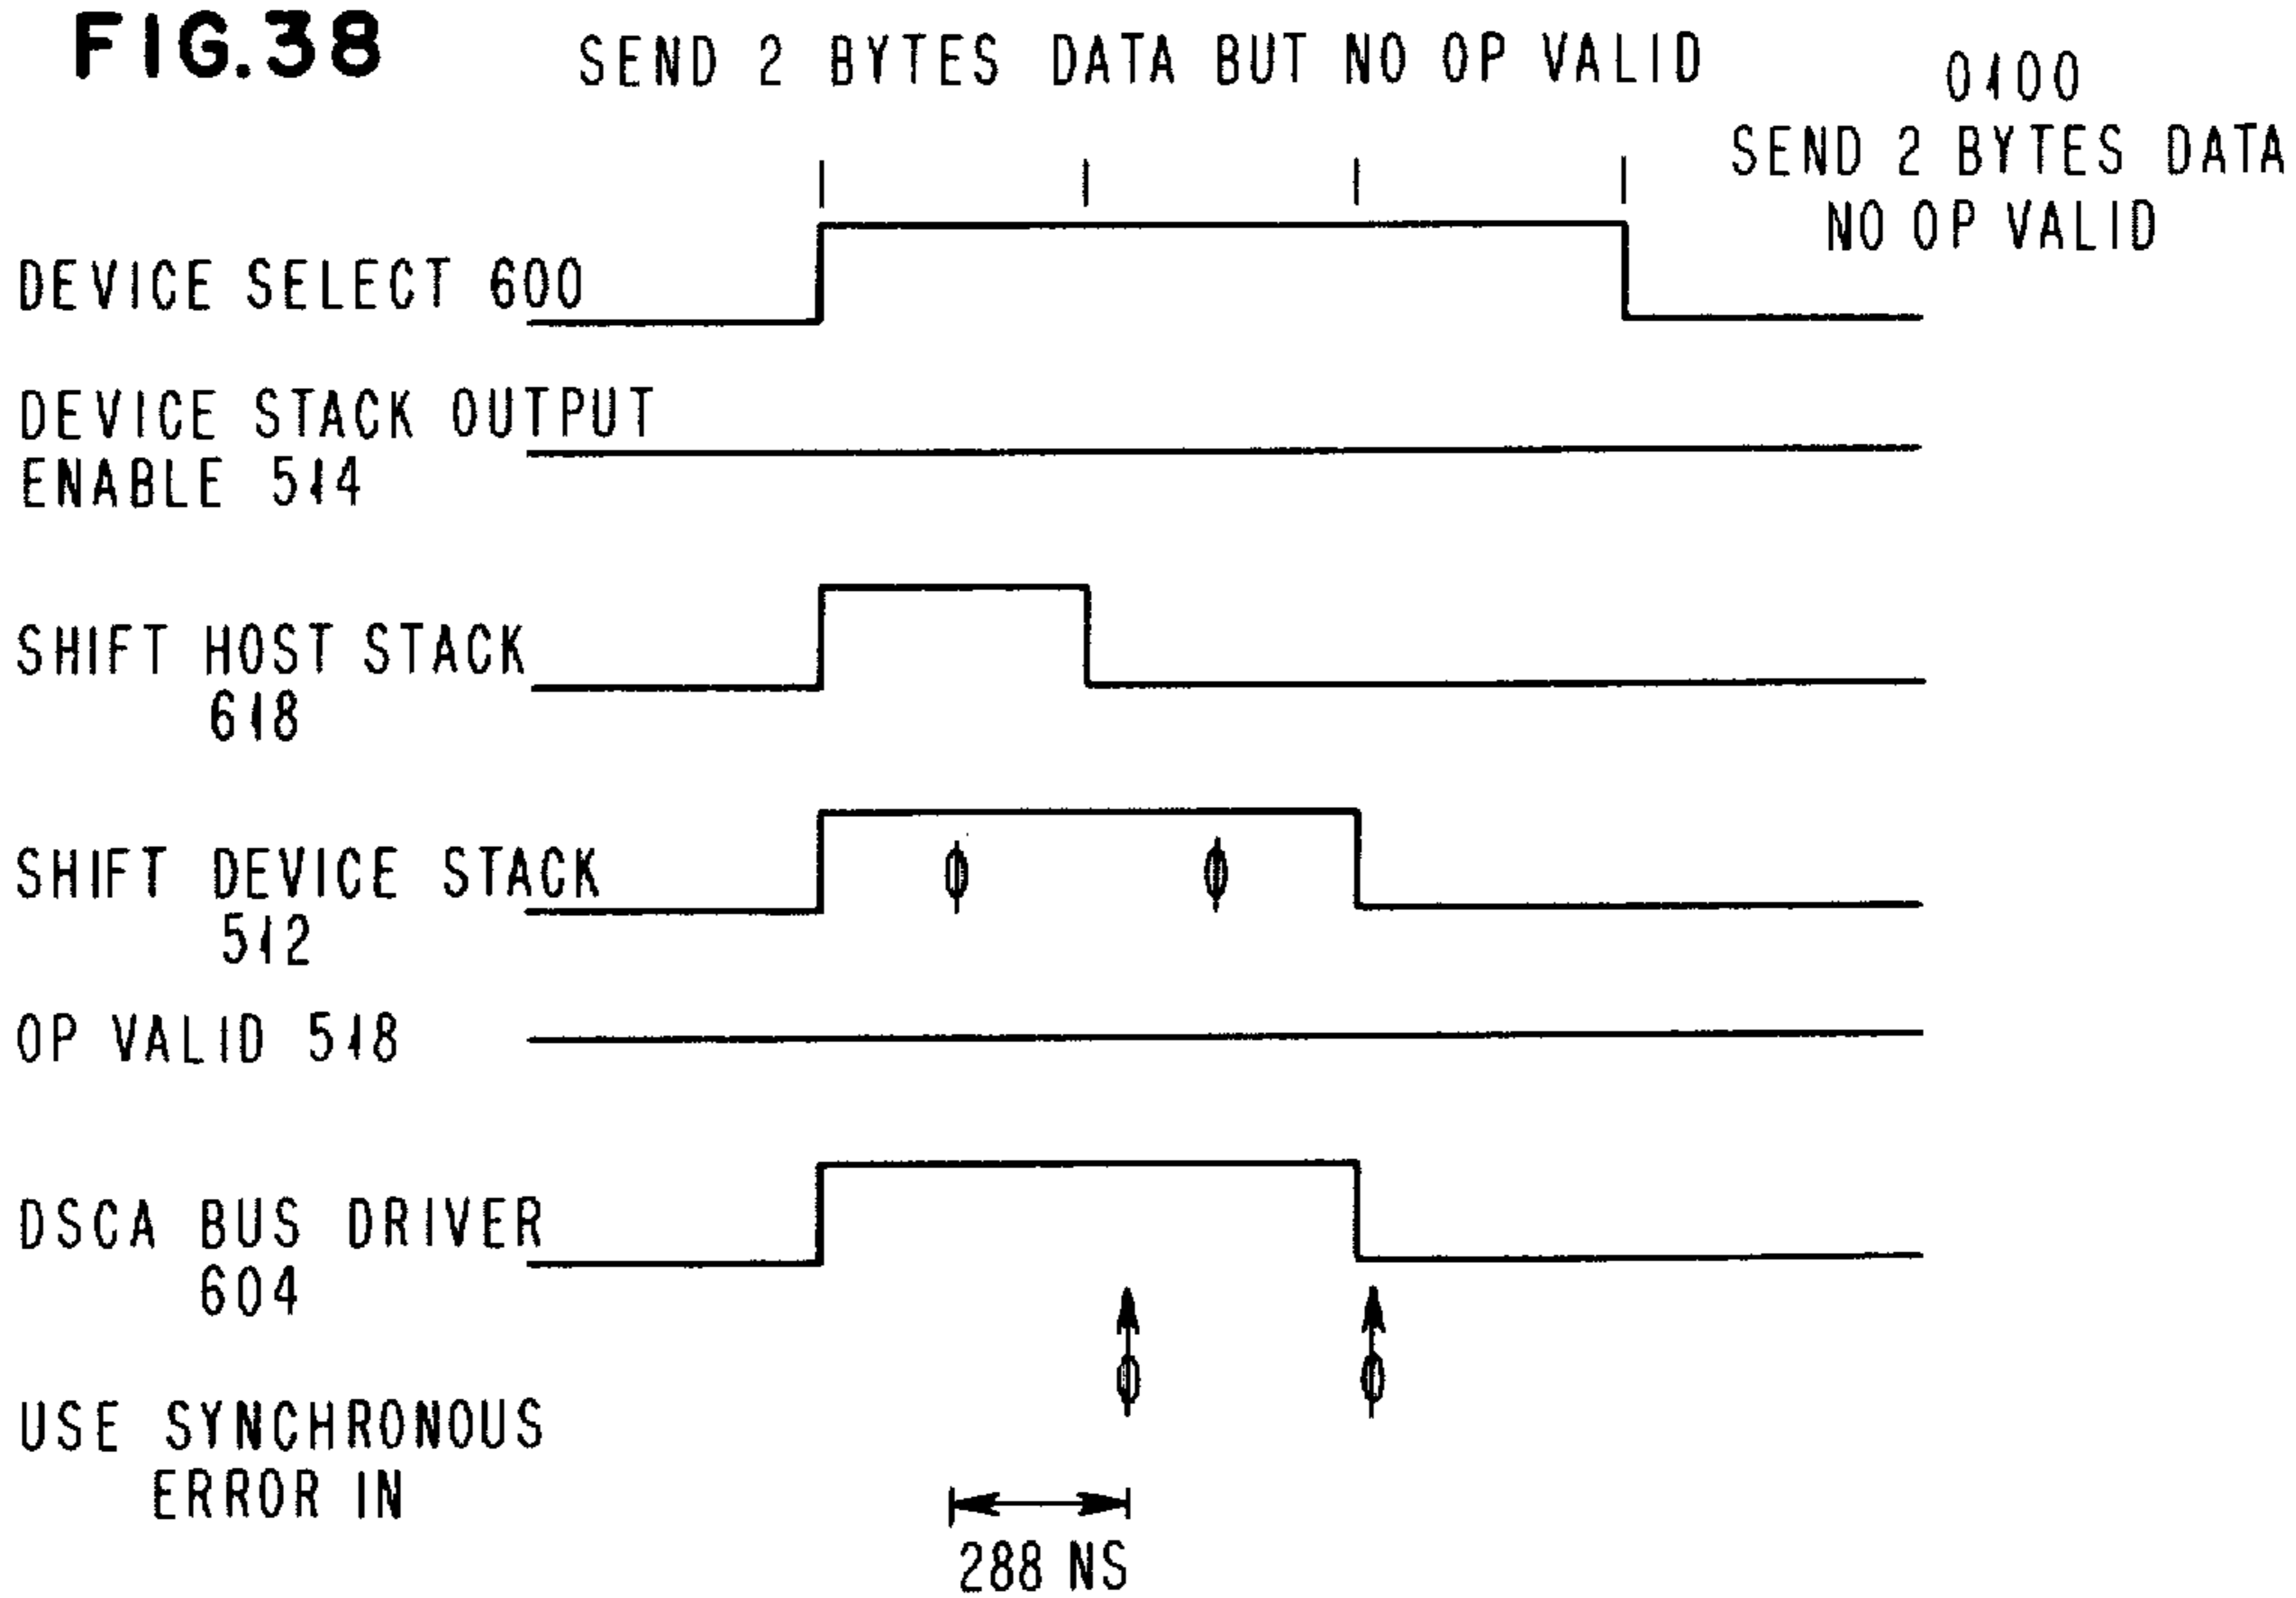 FIG.38
SEND 2 BYTES DATA BUT NO OP VALID
0100
SEND 2 BYTES DATA
NO OP VALID
DEVICE SELECT 600
DEVICE STACK OUTPUT
ENABLE 514
SHIFT HOST STACK
618
SHIFT DEVICE STACK
512
OP VALID 518
DSCA BUS DRIVER
604
USE SYNCHRONOUS
ERROR IN
288 NS